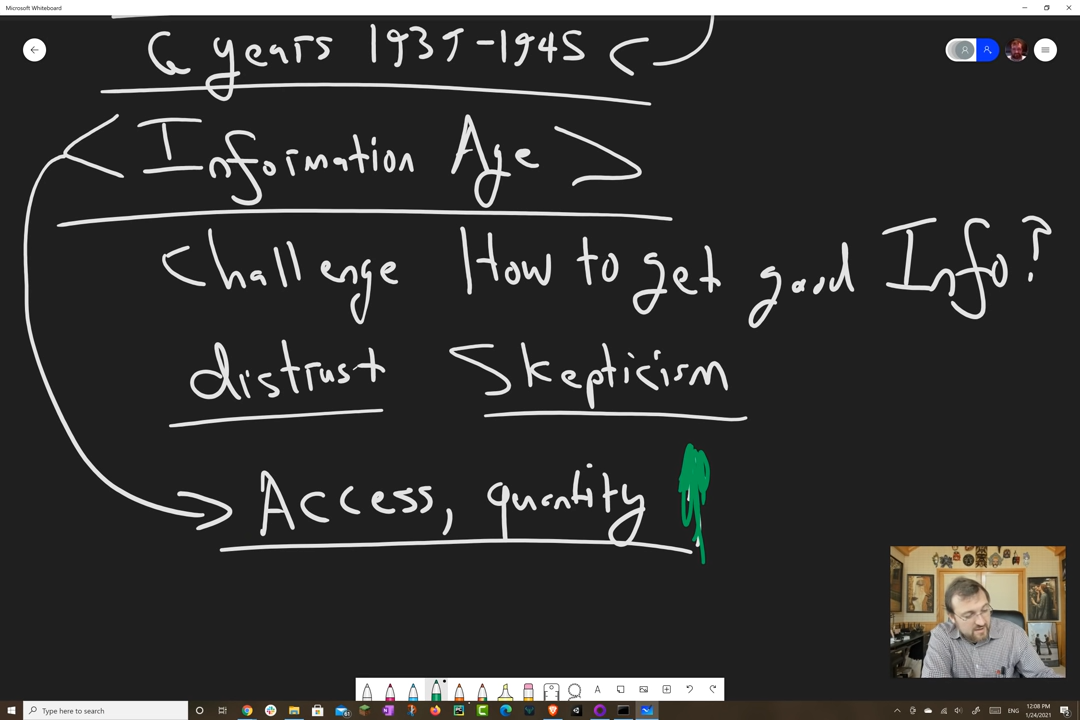 Microsoft Whiteboard
6 years 1939-1945
Information Age
Challenge How to get good Info?
distrust Skepticism
Access, quantity
Type here to search
12:08 PM
1/24/2021